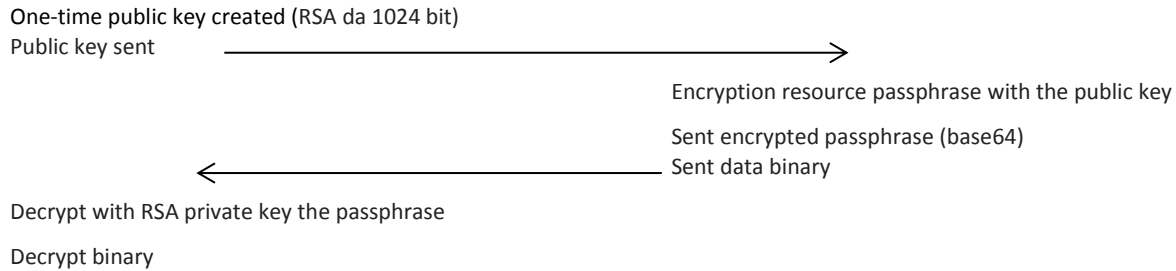 One-time public key created (RSA da 1024 bit)
Public key sent
Encryption resource passphrase with the public key
Sent encrypted passphrase (base64)
Sent data binary
Decrypt with RSA private key the passphrase
Decrypt binary